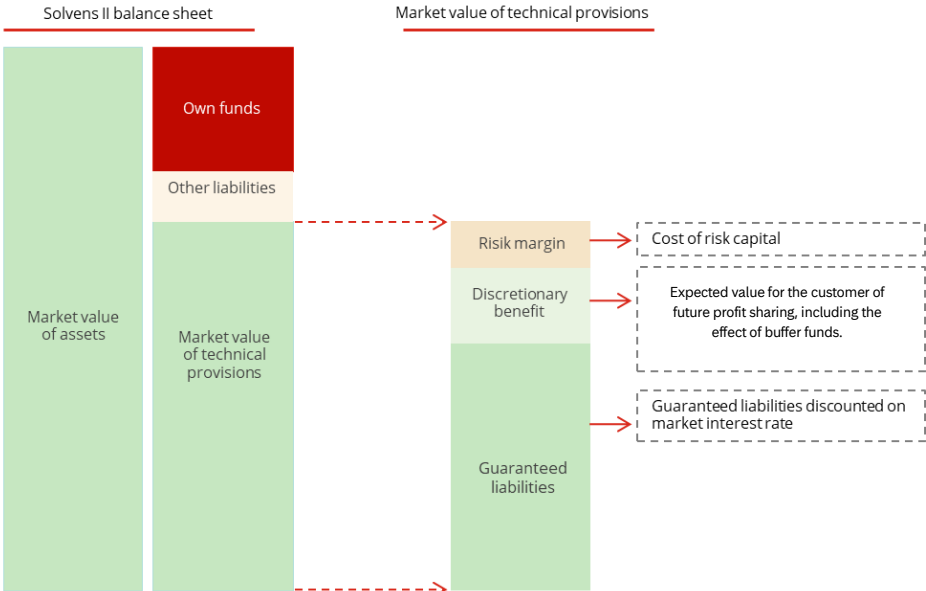 Solvens II balance sheet
Market value of technical provisions
Own funds
Other liabilities
Market value
of assets
Market value
of technical
provisions
Risik margin
Discretionary
benefit
Guaranteed
liabilities
Cost of risk capital
Expected value for the customer of
future profit sharing, including the
effect of buffer funds.
Guaranteed liabilities discounted on
market interest rate